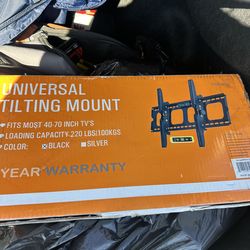 UNIVERSAL
TILTING MOUNT
• FITS MOST 40-70 INCH TV'S
• LOADING CAPACITY-220 LBS/100KGS
• COLOR: ☒BLACK ■SILVER
YEAR WARRANTY